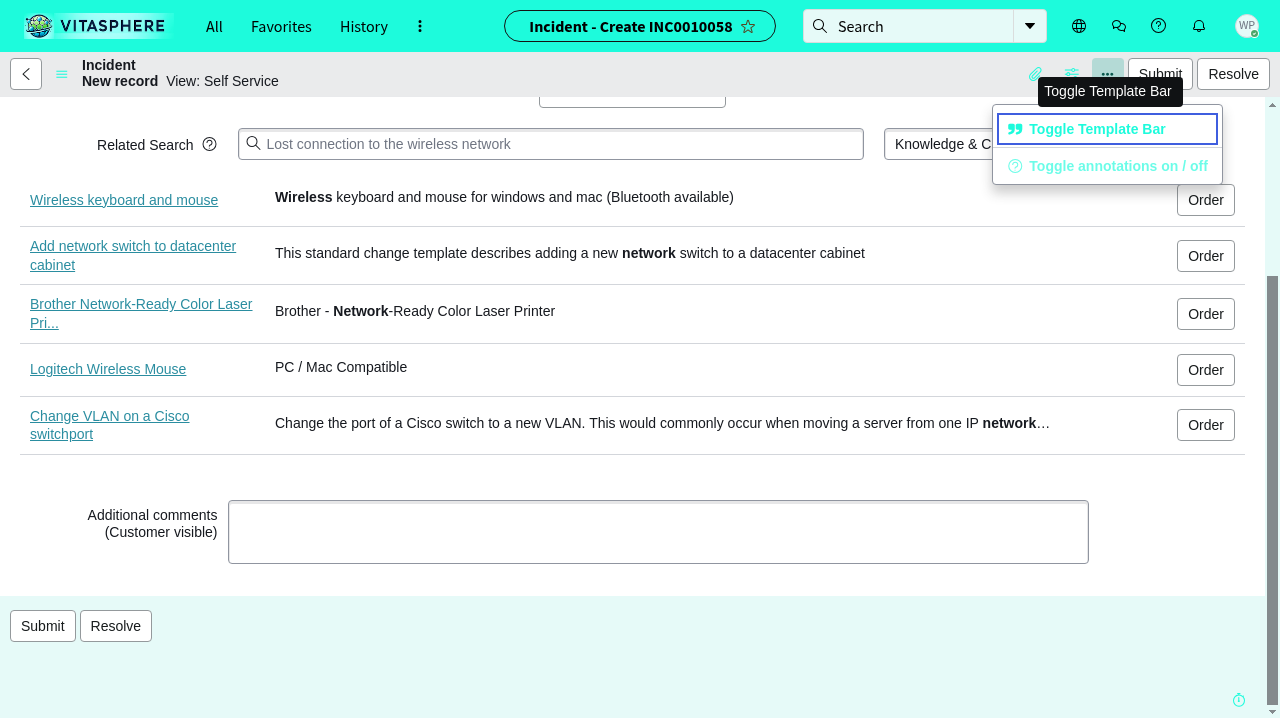 VITASPHERE All Favorites History Incident - Create INC0010058 Search WP
Incident
New record View: Self Service
Submit Resolve
Toggle Template Bar
Toggle Template Bar
Toggle annotations on / off
Related Search Lost connection to the wireless network Knowledge & C
Wireless keyboard and mouse Wireless keyboard and mouse for windows and mac (Bluetooth available) Order
Add network switch to datacenter
cabinet
This standard change template describes adding a new network switch to a datacenter cabinet Order
Brother Network-Ready Color Laser
Pri...
Brother - Network-Ready Color Laser Printer Order
Logitech Wireless Mouse PC / Mac Compatible Order
Change VLAN on a Cisco
switchport
Change the port of a Cisco switch to a new VLAN. This would commonly occur when moving a server from one IP network… Order
Additional comments
(Customer visible)
Submit Resolve